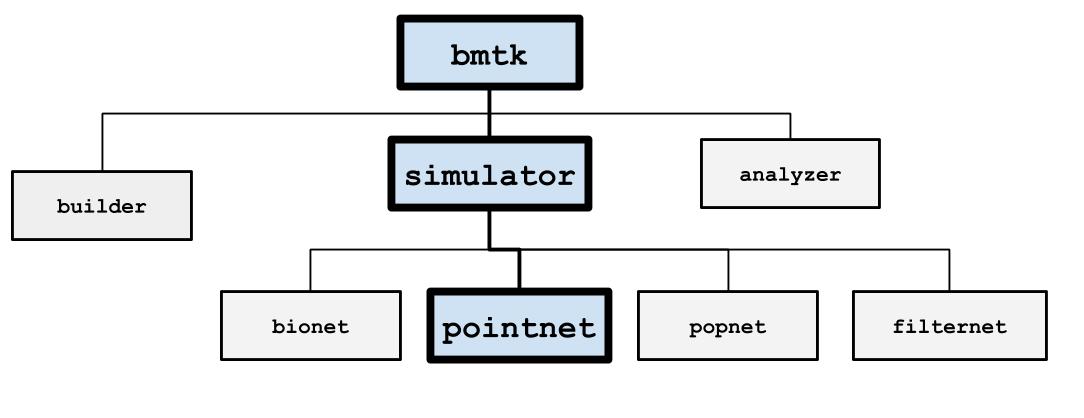 bmtk
simulator
analyzer
builder
bionet
pointnet
popnet
filternet